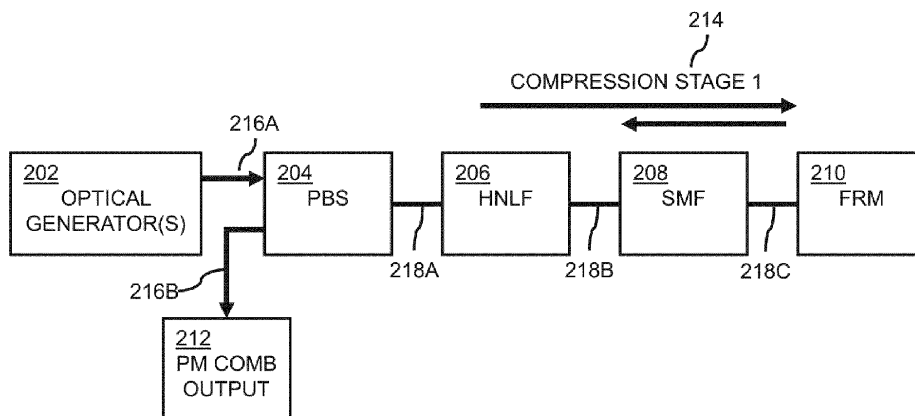 214
COMPRESSION STAGE 1
216A
202
OPTICAL
GENERATOR(S)
204
PBS
206
HNLF
208
SMF
210
FRM
218A
218B
218C
216B
212
PM COMB
OUTPUT